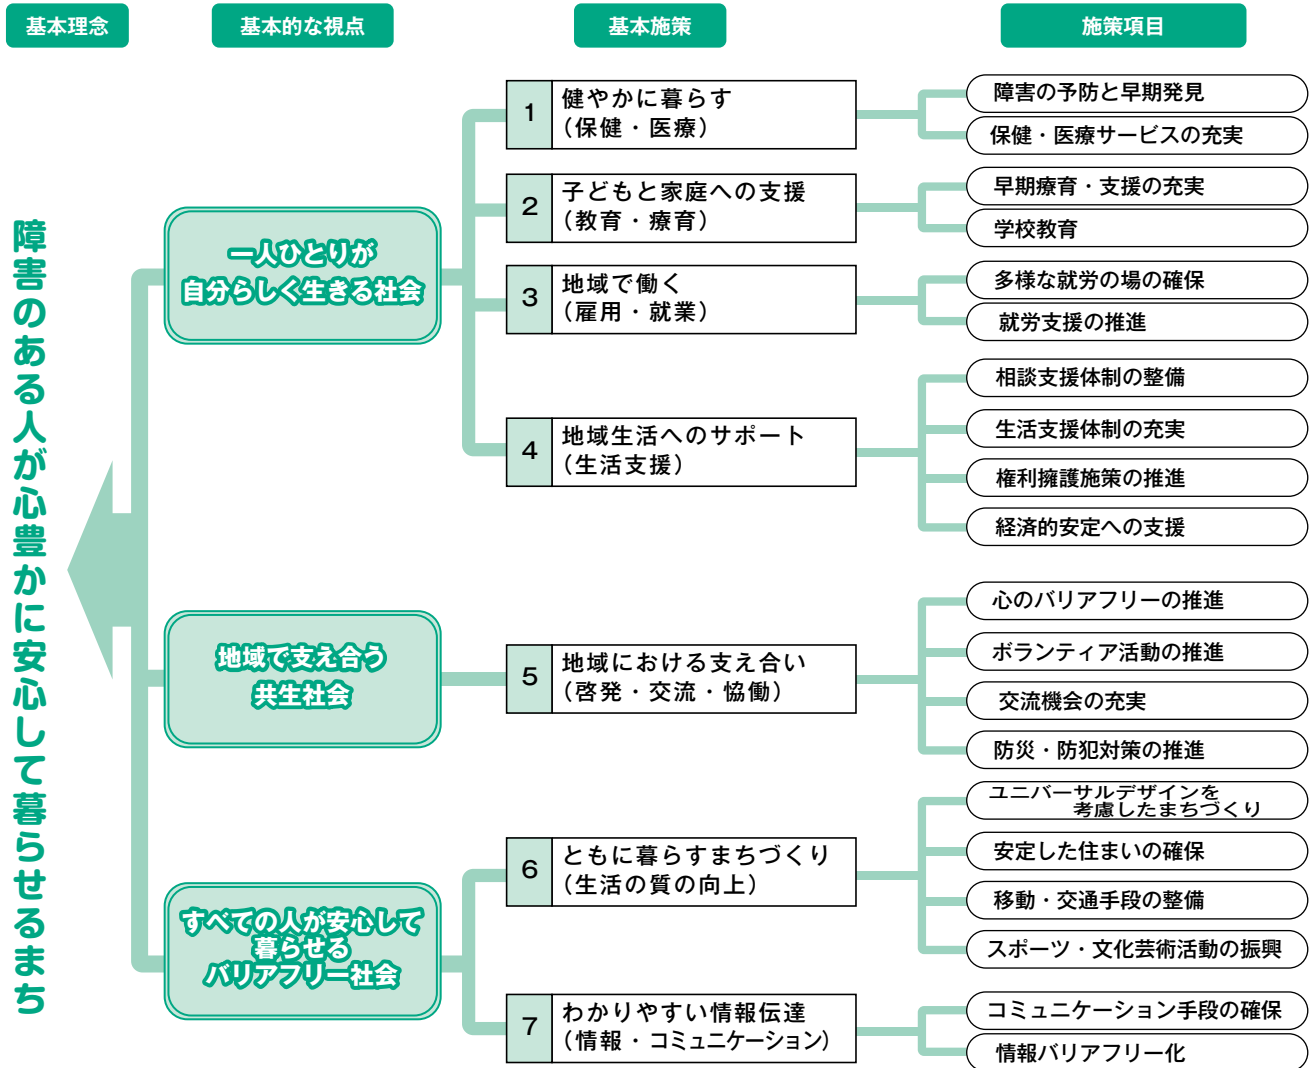 基本理念
基本的な視点
基本施策
施策項目
障害のある人が心豊かに安心して暮らせるまち
一人ひとりが
自分らしく生きる社会
1
健やかに暮らす
(保健・医療)
障害の予防と早期発見
保健・医療サービスの充実
2
子どもと家庭への支援
(教育・療育)
早期療育・支援の充実
学校教育
3
地域で働く
(雇用・就業)
多様な就労の場の確保
就労支援の推進
4
地域生活へのサポート
(生活支援)
相談支援体制の整備
生活支援体制の充実
権利擁護施策の推進
経済的安定への支援
地域で支え合う
共生社会
5
地域における支え合い
(啓発・交流・協働)
心のバリアフリーの推進
ボランティア活動の推進
交流機会の充実
防災・防犯対策の推進
すべての人が安心して
暮らせる
バリアフリー社会
6
ともに暮らすまちづくり
(生活の質の向上)
ユニバーサルデザインを
考慮したまちづくり
安定した住まいの確保
移動・交通手段の整備
スポーツ・文化芸術活動の振興
7
わかりやすい情報伝達
(情報・コミュニケーション)
コミュニケーション手段の確保
情報バリアフリー化